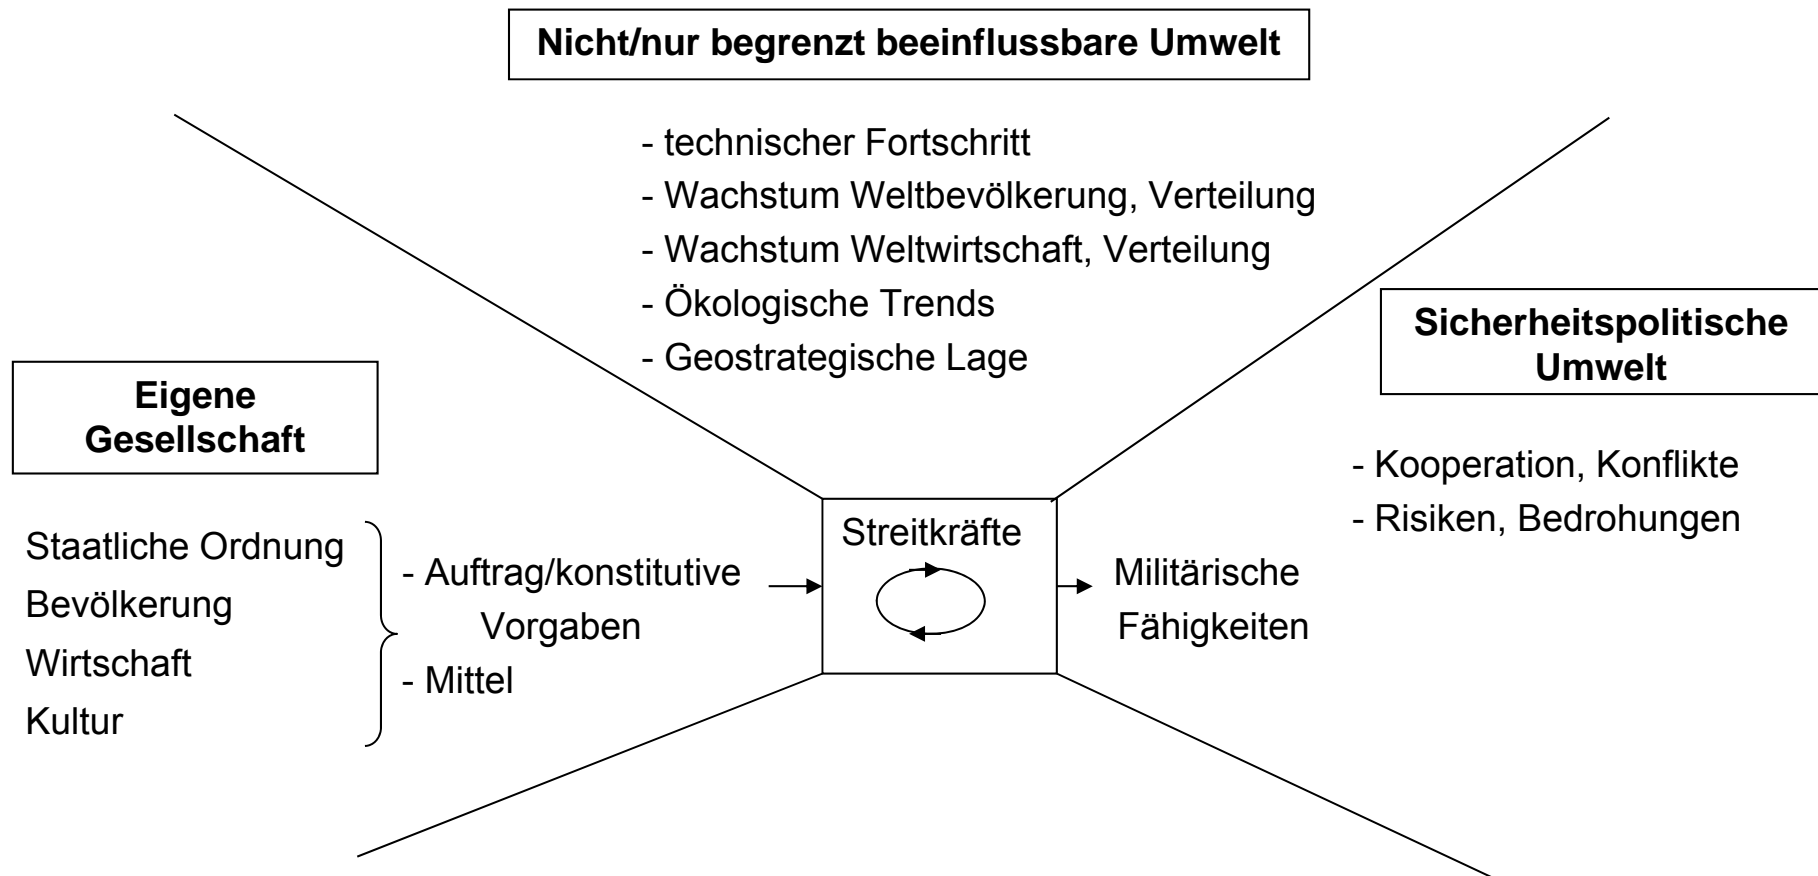 Nicht/nur begrenzt beeinflussbare Umwelt
- technischer Fortschritt
- Wachstum Weltbevölkerung, Verteilung
- Wachstum Weltwirtschaft, Verteilung
- Ökologische Trends
- Geostrategische Lage
Eigene
Gesellschaft
Staatliche Ordnung
Bevölkerung
Wirtschaft
Kultur
- Auftrag/konstitutive
Vorgaben
- Mittel
Streitkräfte
Militärische
Fähigkeiten
Sicherheitspolitische
Umwelt
- Kooperation, Konflikte
- Risiken, Bedrohungen